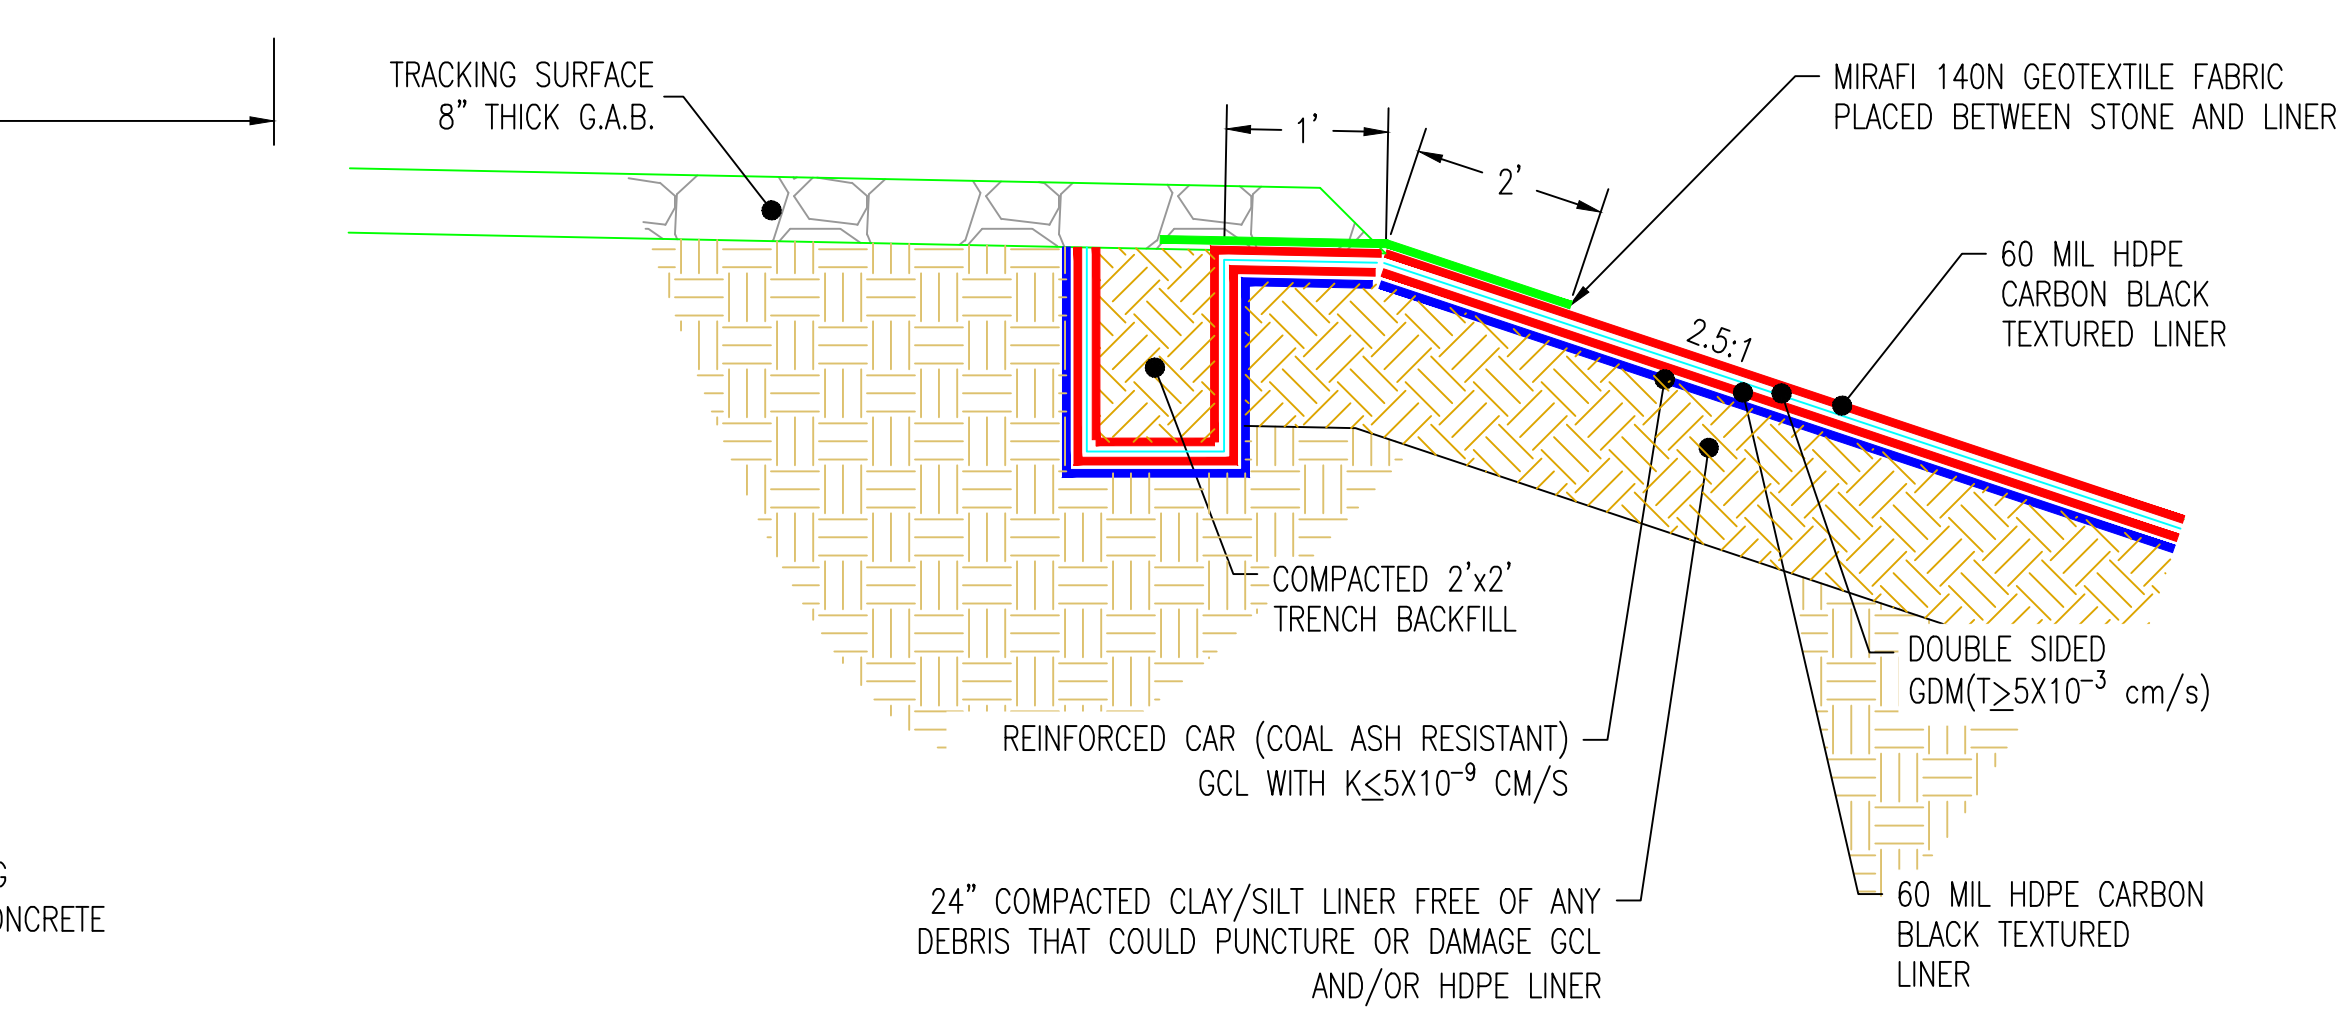 TRACKING SURFACE
8" THICK G.A.B.
1'
2'
MIRAFI 140N GEOTEXTILE FABRIC
PLACED BETWEEN STONE AND LINER
60 MIL HDPE
CARBON BLACK
TEXTURED LINER
2.5:1
COMPACTED 2'x2'
TRENCH BACKFILL
DOUBLE SIDED
GDM(T≥5X10⁻³ cm/s)
REINFORCED CAR (COAL ASH RESISTANT)
GCL WITH K≤5X10⁻⁹ CM/S
24" COMPACTED CLAY/SILT LINER FREE OF ANY
DEBRIS THAT COULD PUNCTURE OR DAMAGE GCL
AND/OR HDPE LINER
60 MIL HDPE CARBON
BLACK TEXTURED
LINER
G
ONCRETE